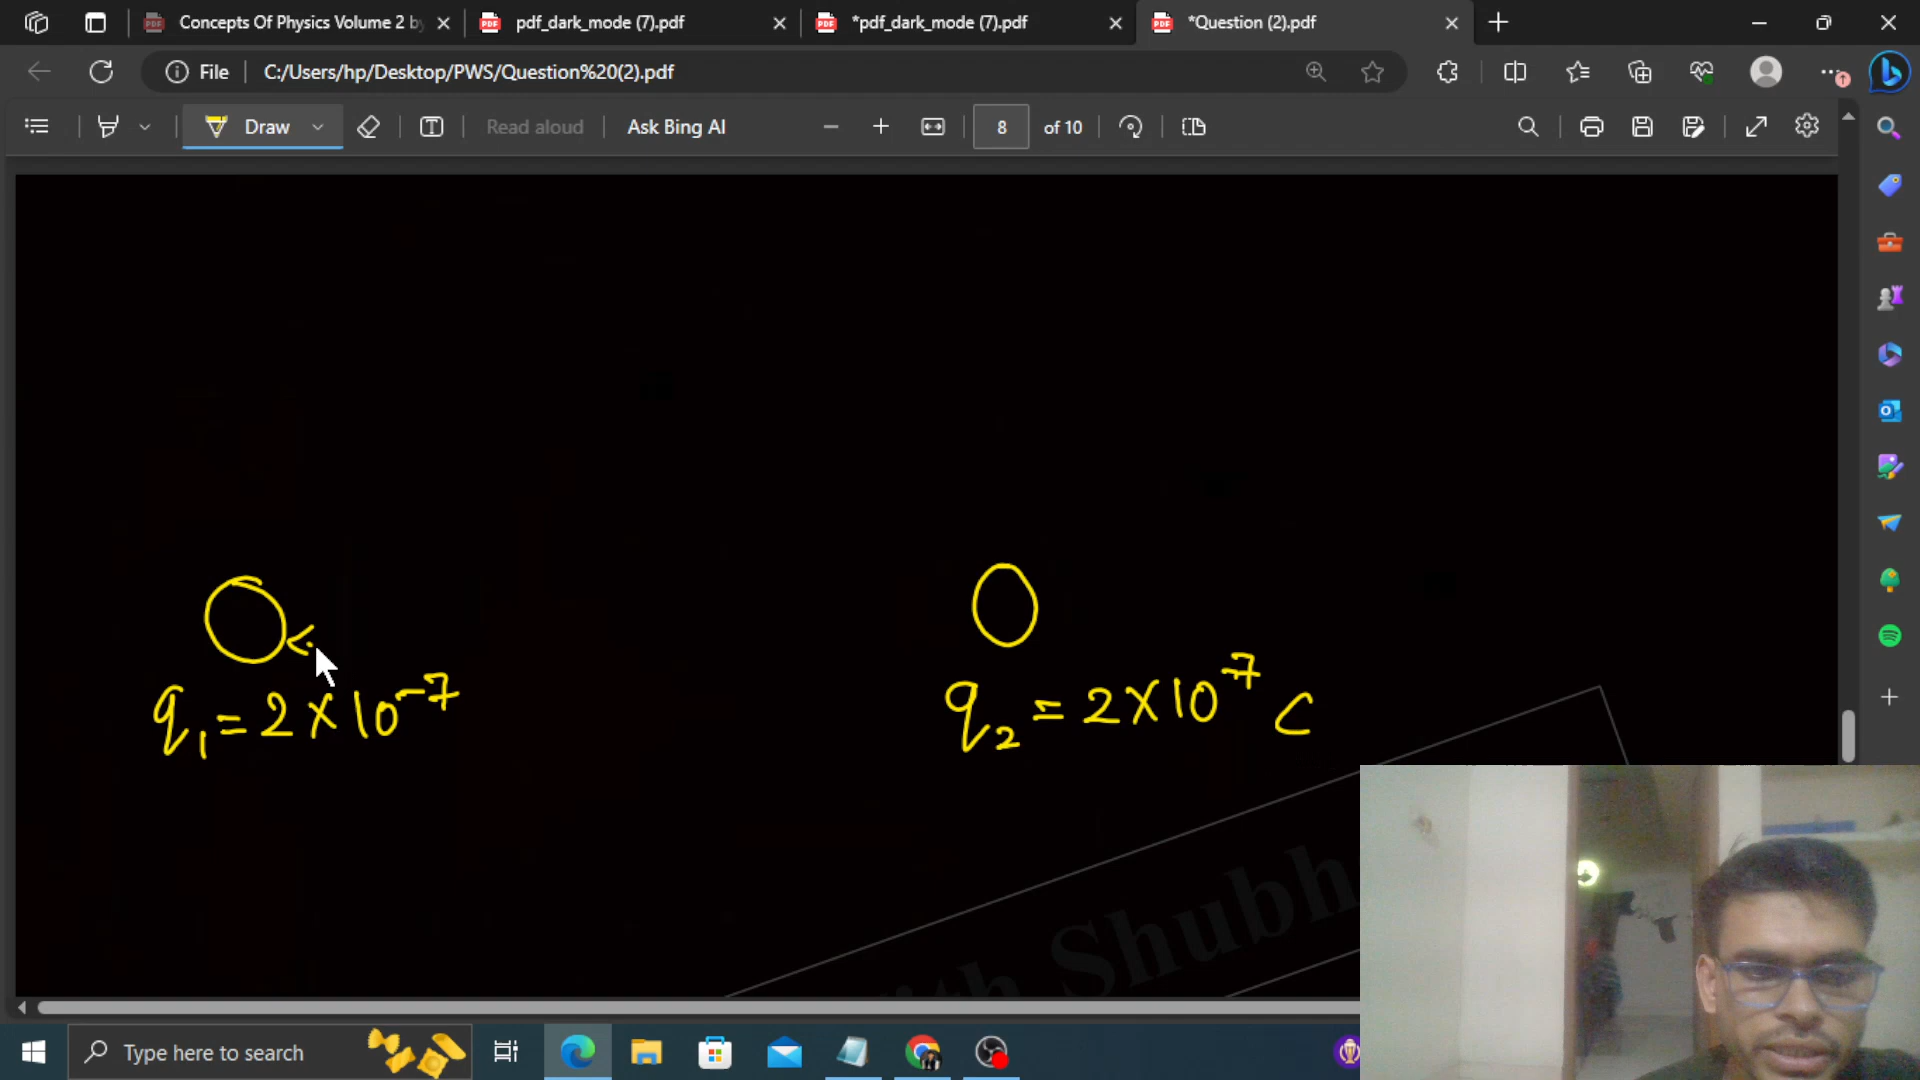 Concepts Of Physics Volume 2 by
pdf_dark_mode (7).pdf
*pdf_dark_mode (7).pdf
*Question (2).pdf
File
C:/Users/hp/Desktop/PWS/Question%20(2).pdf
Draw
Read aloud
Ask Bing AI
8
of 10
q₁ = 2 × 10⁻⁷
q₂ = 2 × 10⁻⁷ C
ith Shubh
Type here to search